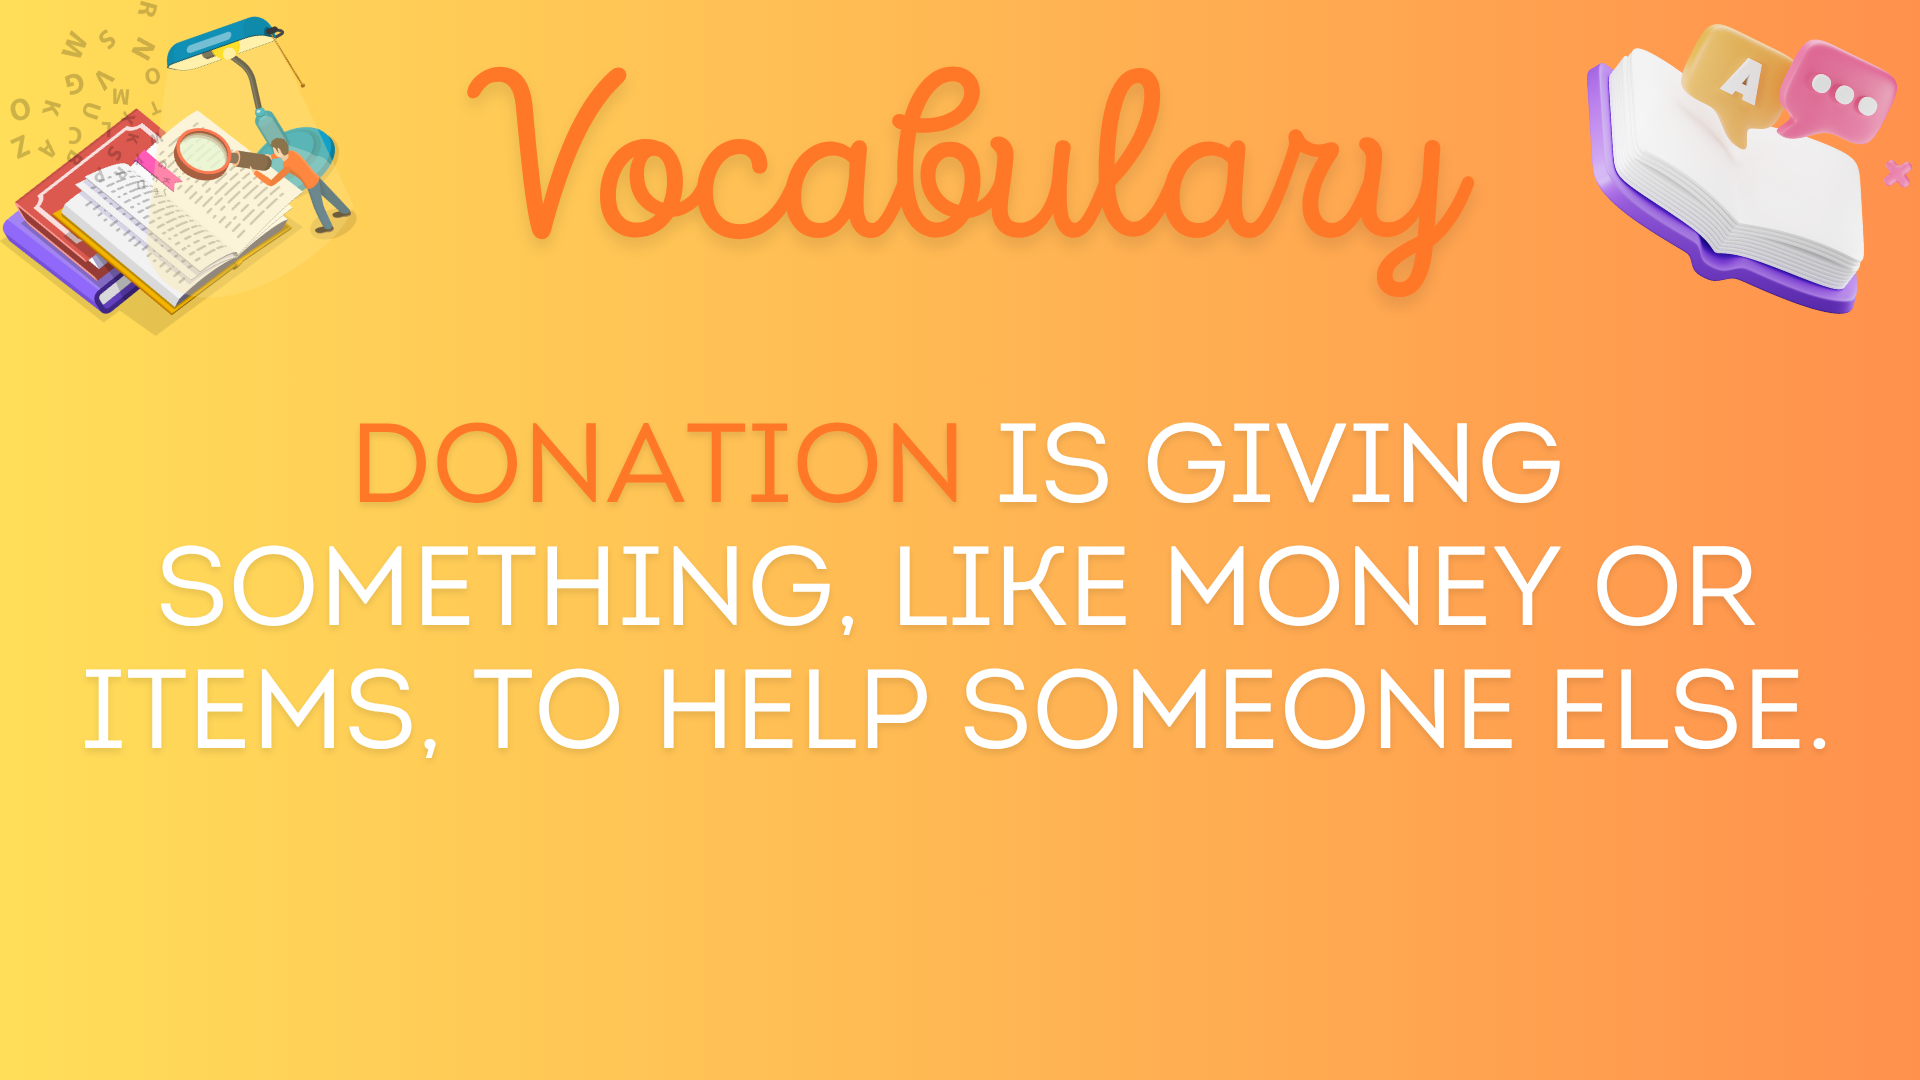 Vocabulary
DONATION IS GIVING
SOMETHING, LIKE MONEY OR
ITEMS, TO HELP SOMEONE ELSE.
A